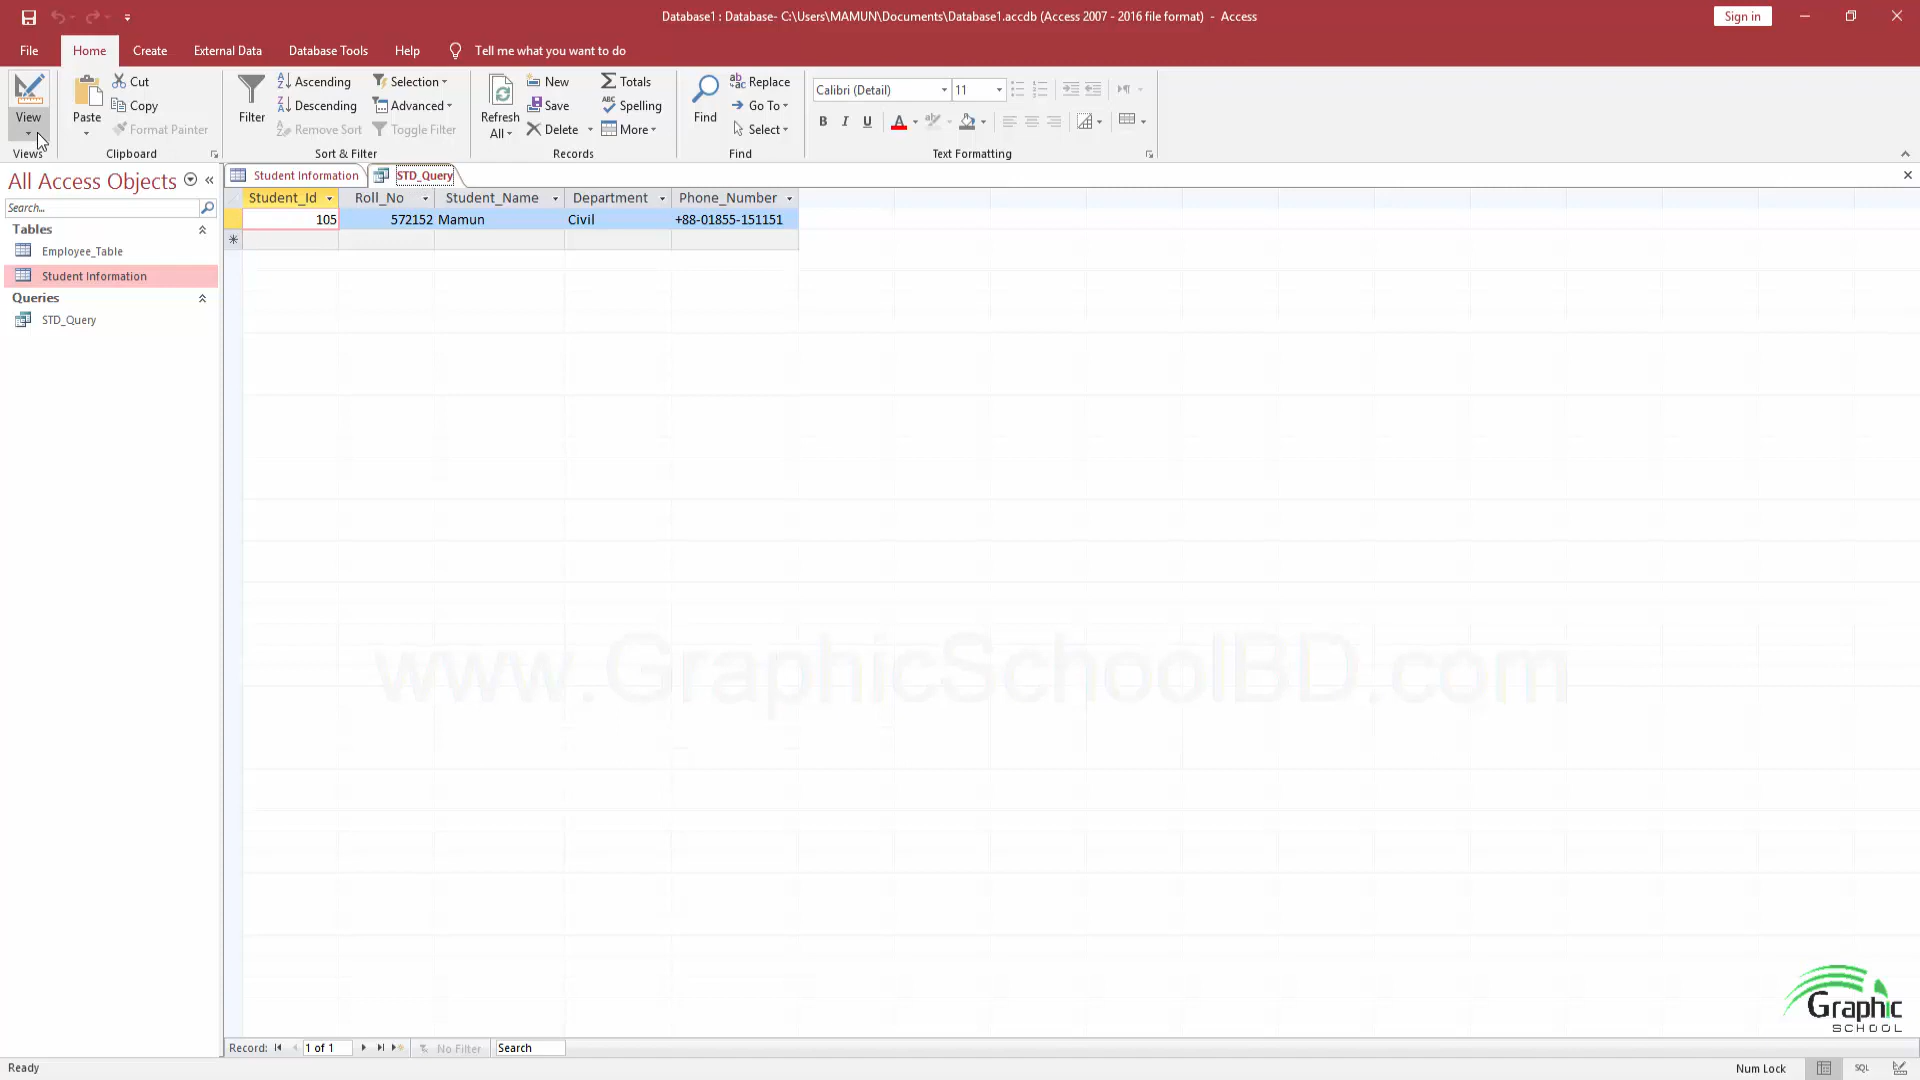 Database1 : Database- C:\Users\MAMUN\Documents\Database1.accdb (Access 2007 - 2016 file format) - Access
Sign in
File Home Create External Data Database Tools Help Tell me what you want to do
View
Views
Paste
Cut
Copy
Format Painter
Clipboard
Filter
Ascending
Descending
Remove Sort
Selection
Advanced
Toggle Filter
Sort & Filter
Refresh
All
New
Save
Delete
Totals
Spelling
More
Records
Find
Replace
Go To
Select
Find
Calibri (Detail) 11
B I U
Text Formatting
All Access Objects
Search...
Tables
Employee_Table
Student Information
Queries
STD_Query
Student Information STD_Query
Student_Id Roll_No Student_Name Department Phone_Number
105 572152 Mamun Civil +88-01855-151151
www.GraphicSchoolBD.com
Graphic
SCHOOL
Record: 1 of 1 No Filter Search
Ready
Num Lock
SQL